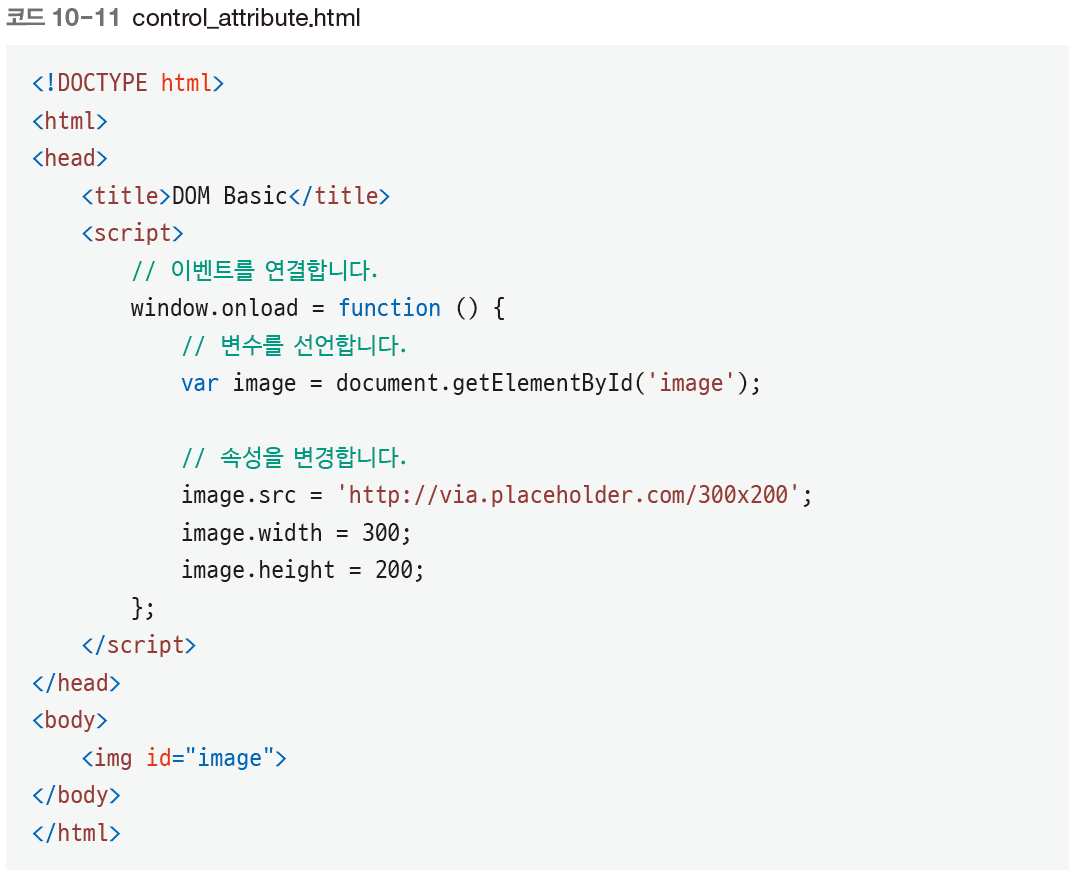 코드 10-11 control_attribute.html
<!DOCTYPE html>
<html>
<head>
    <title>DOM Basic</title>
    <script>
        // 이벤트를 연결합니다.
        window.onload = function () {
            // 변수를 선언합니다.
            var image = document.getElementById('image');

            // 속성을 변경합니다.
            image.src = 'http://via.placeholder.com/300x200';
            image.width = 300;
            image.height = 200;
        };
    </script>
</head>
<body>
    <img id="image">
</body>
</html>